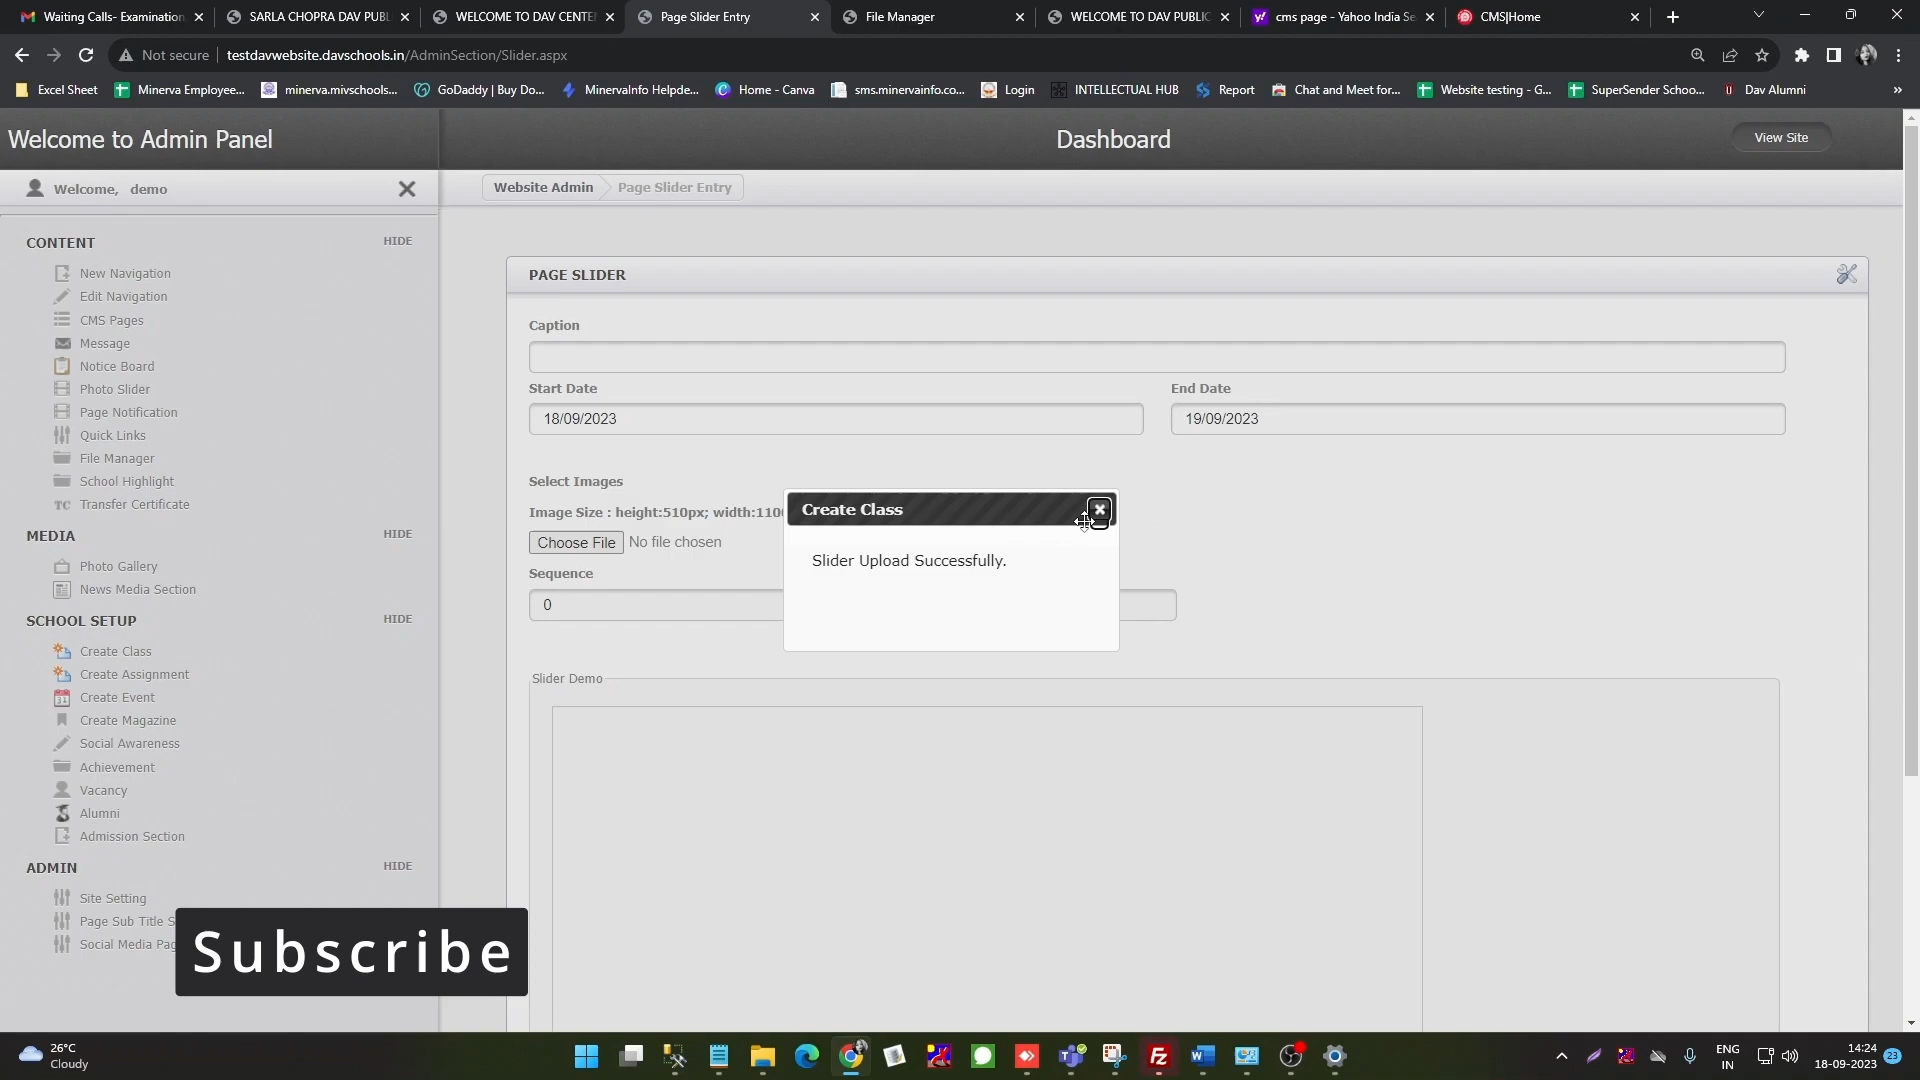 Waiting Calls- Examination
SARLA CHOPRA DAV PUBL
WELCOME TO DAV CENTE
Page Slider Entry
File Manager
WELCOME TO DAV PUBLIC
cms page - Yahoo India Se
CMS|Home
Not secure
testdavwebsite.davschools.in/AdminSection/Slider.aspx
Excel Sheet
Minerva Employee...
minerva.mivschools...
GoDaddy | Buy Do...
MinervaInfo Helpde...
Home - Canva
sms.minervainfo.co...
Login
INTELLECTUAL HUB
Report
Chat and Meet for...
Website testing - G...
SuperSender Schoo...
Dav Alumni
»
Welcome to Admin Panel
Dashboard
View Site
Welcome, demo
Website Admin
Page Slider Entry
CONTENT
HIDE
New Navigation
Edit Navigation
CMS Pages
Message
Notice Board
Photo Slider
Page Notification
Quick Links
File Manager
School Highlight
TC Transfer Certificate
MEDIA
HIDE
Photo Gallery
News Media Section
SCHOOL SETUP
HIDE
Create Class
Create Assignment
Create Event
Create Magazine
Social Awareness
Achievement
Vacancy
Alumni
Admission Section
ADMIN
HIDE
Site Setting
Page Sub Title S
Social Media Pag
PAGE SLIDER
Caption
Start Date
End Date
18/09/2023
19/09/2023
Select Images
Image Size : height:510px; width:110
Choose File No file chosen
Sequence
0
Create Class
Slider Upload Successfully.
Slider Demo
Subscribe
26°C
Cloudy
ENG
IN
14:24
18-09-2023
23